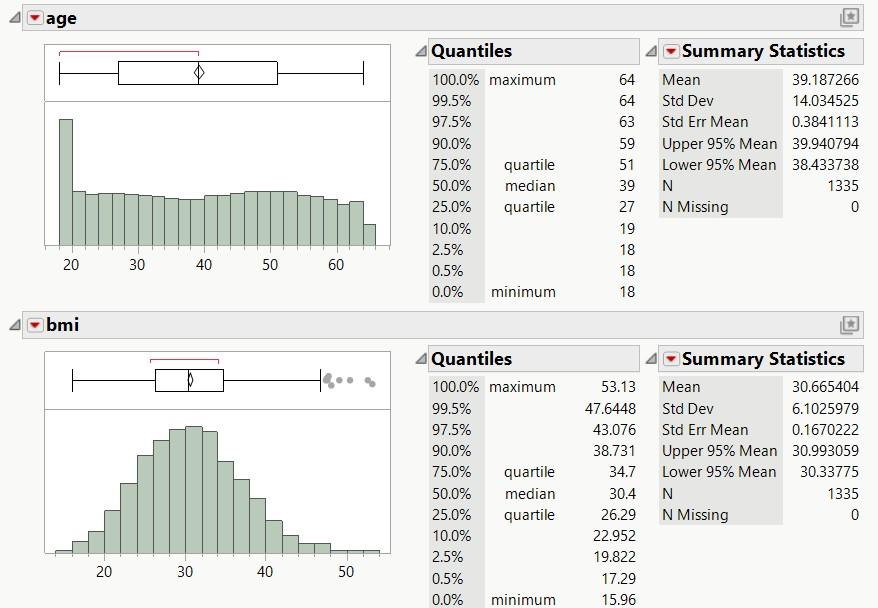 age
Quantiles
100.0% maximum 64
99.5% 64
97.5% 63
90.0% 59
75.0% quartile 51
50.0% median 39
25.0% quartile 27
10.0% 19
2.5% 18
0.5% 18
0.0% minimum 18
Summary Statistics
Mean 39.187266
Std Dev 14.034525
Std Err Mean 0.3841113
Upper 95% Mean 39.940794
Lower 95% Mean 38.433738
N 1335
N Missing 0
20 30 40 50 60
bmi
Quantiles
100.0% maximum 53.13
99.5% 47.6448
97.5% 43.076
90.0% 38.731
75.0% quartile 34.7
50.0% median 30.4
25.0% quartile 26.29
10.0% 22.952
2.5% 19.822
0.5% 17.29
0.0% minimum 15.96
Summary Statistics
Mean 30.665404
Std Dev 6.1025979
Std Err Mean 0.1670222
Upper 95% Mean 30.993059
Lower 95% Mean 30.33775
N 1335
N Missing 0
20 30 40 50